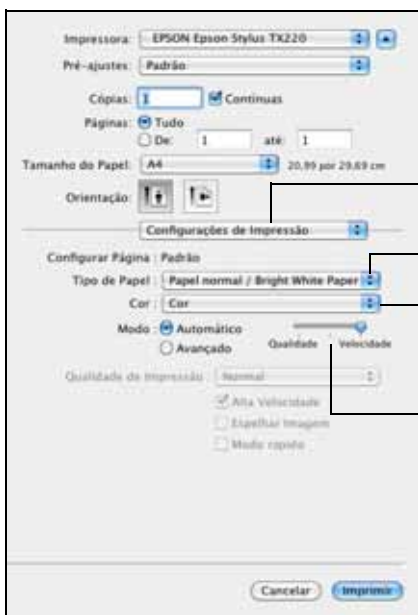 Impressora: EPSON Epson Stylus TX220
Pré-ajustes: Padrão
Cópias: 1 Contínuas
Páginas: Tudo
De: 1 até: 1
Tamanho do Papel: A4 20,99 por 29,69 cm
Orientação:
Configurações de Impressão
Configurar Página : Padrão
Tipo de Papel : Papel normal / Bright White Paper
Cor : Cor
Modo : Automático
Avançado Qualidade Velocidade
Qualidade de Impressão : Normal
Alta Velocidade
Espelhar Imagem
Modo rápido
Cancelar Imprimir